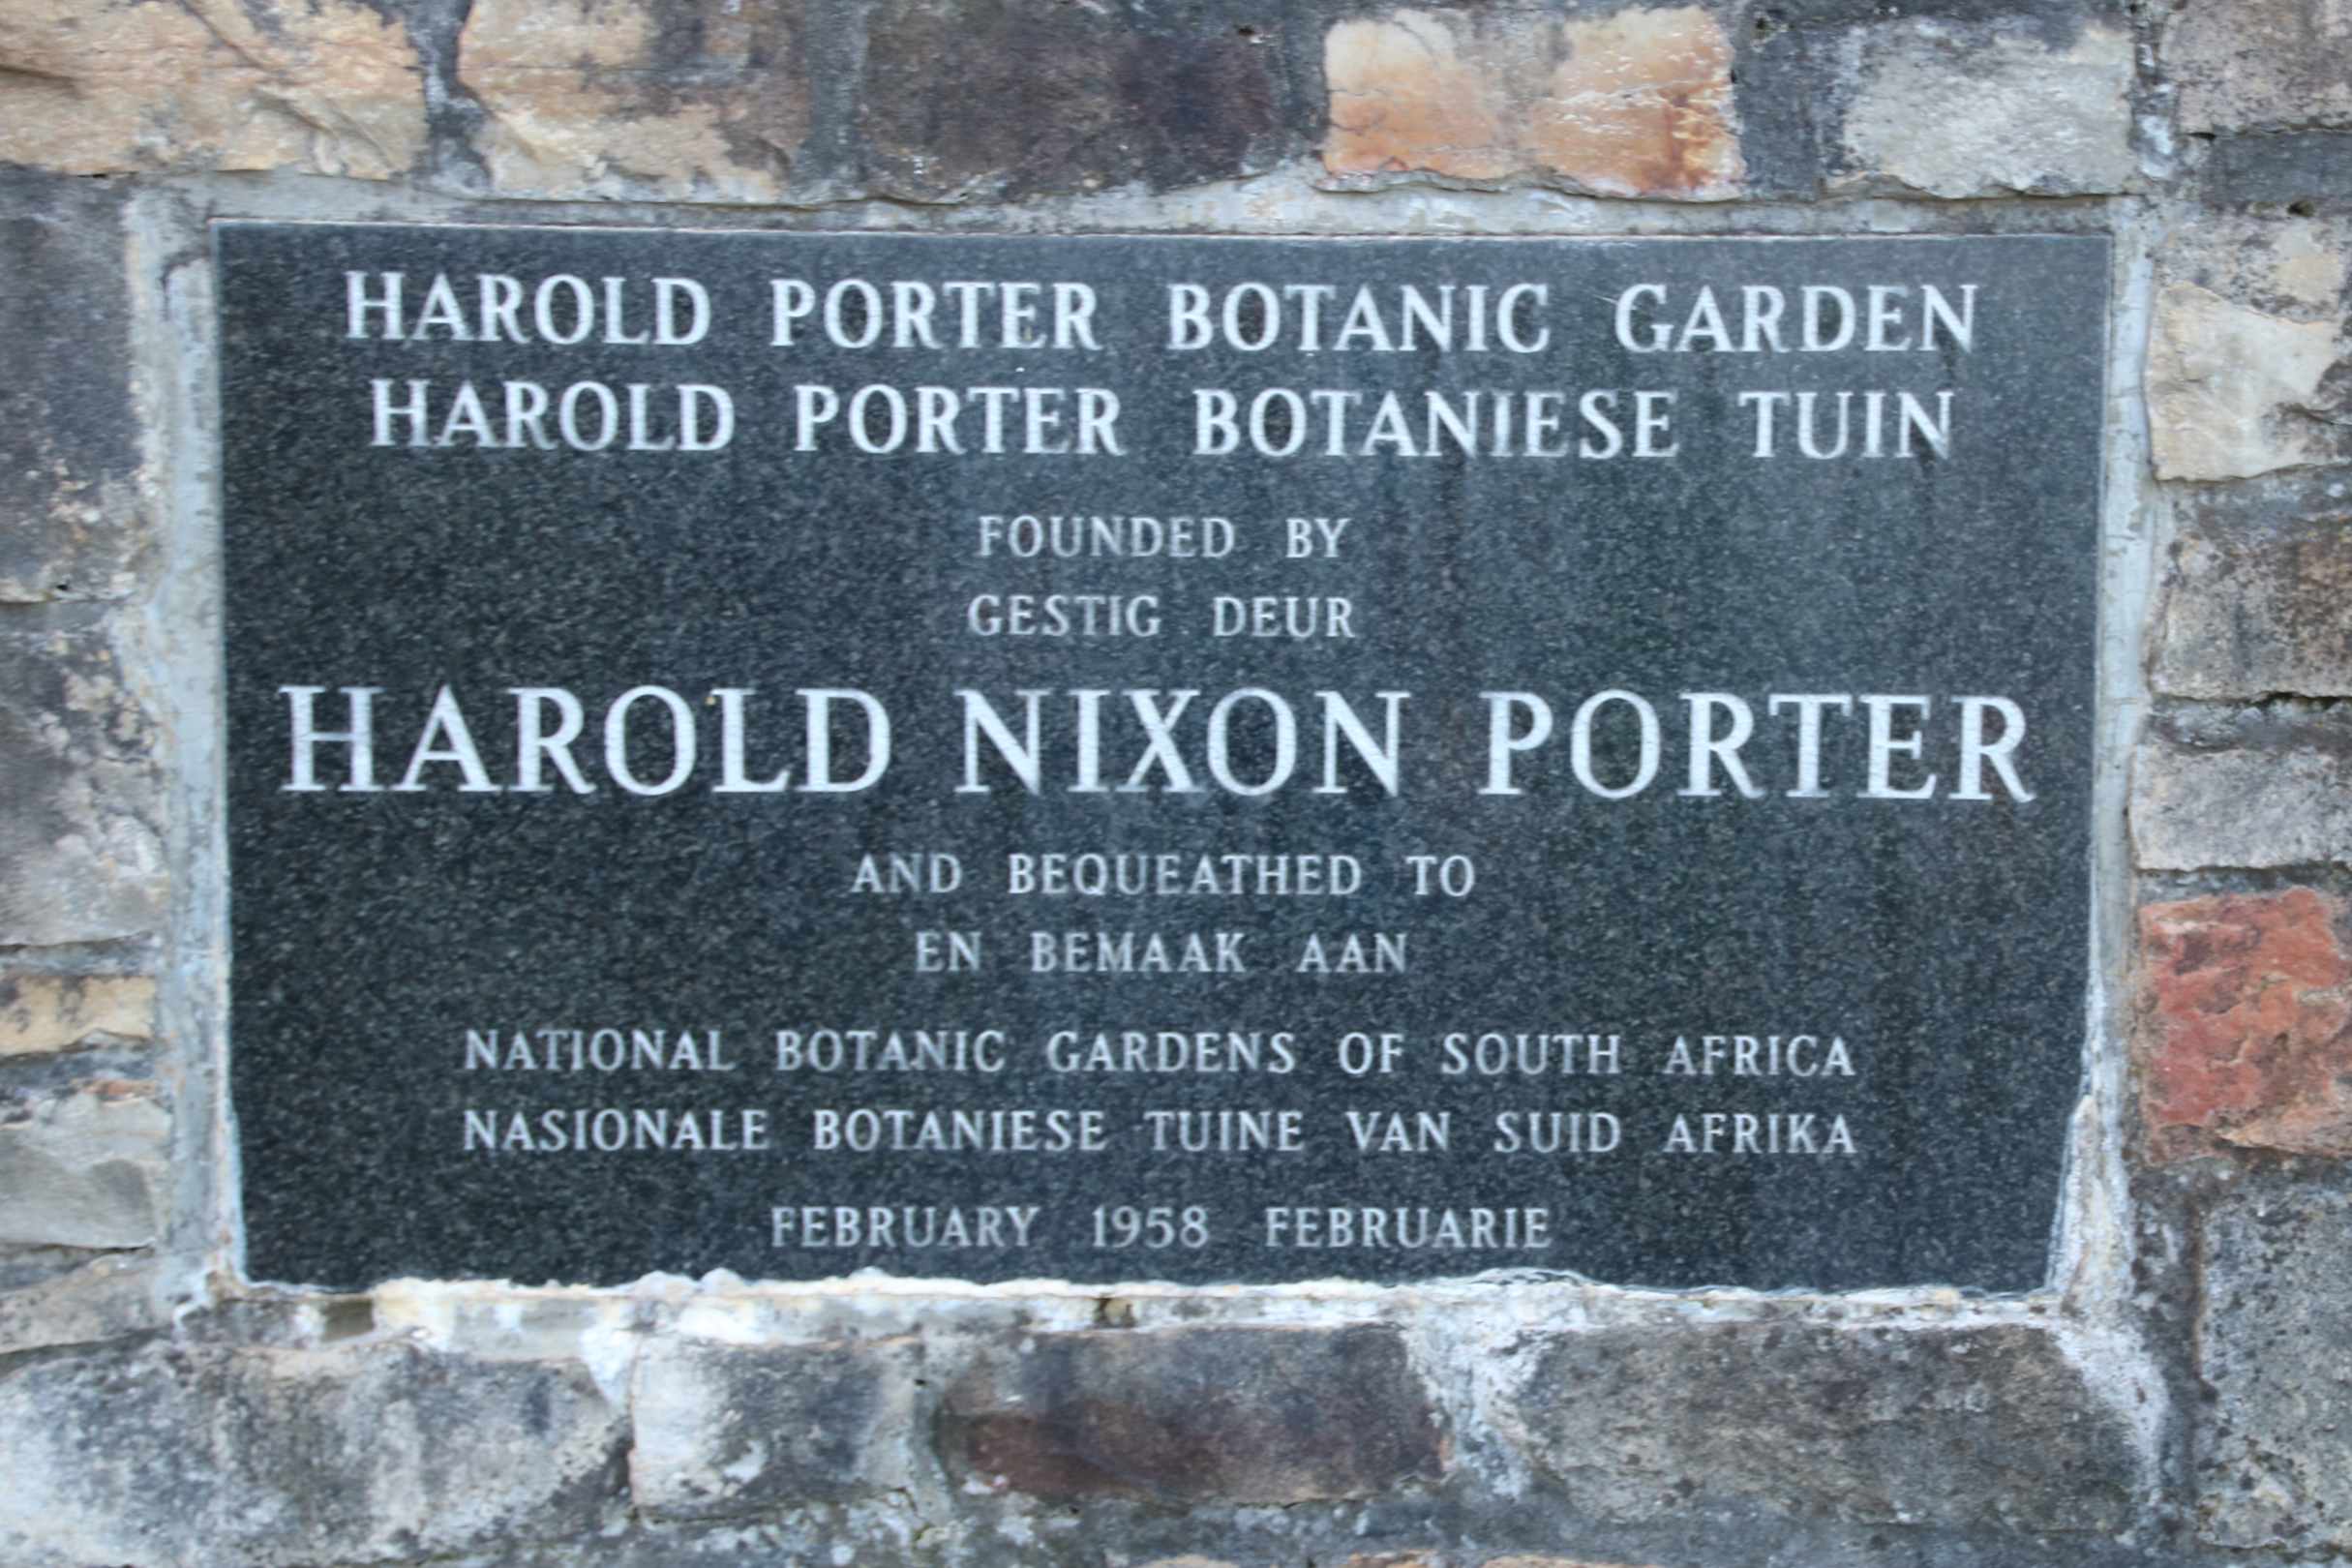 HAROLD PORTER BOTANIC GARDEN
HAROLD PORTER BOTANIESE TUIN
FOUNDED BY
GESTIG DEUR
HAROLD NIXON PORTER
AND BEQUEATHED TO
EN BEMAAK AAN
NATIONAL BOTANIC GARDENS OF SOUTH AFRICA
NASIONALE BOTANIESE TUINE VAN SUID AFRIKA
FEBRUARY 1958 FEBRUARIE